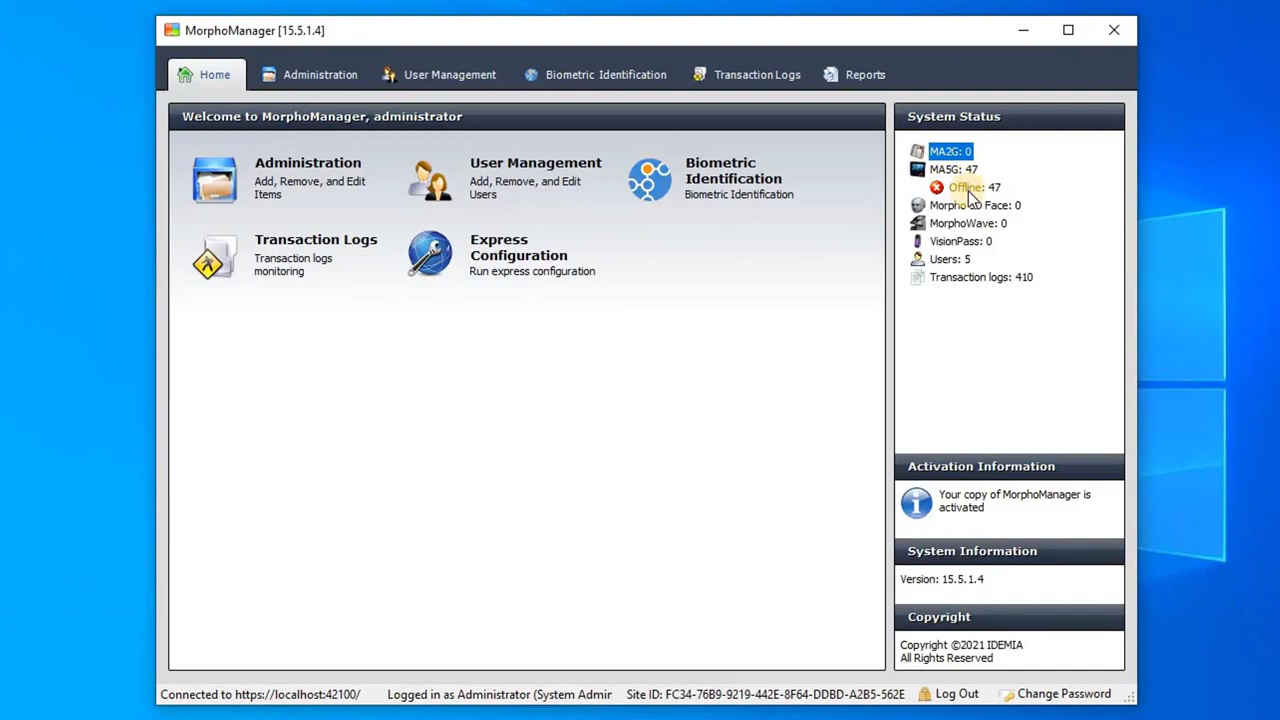 MorphoManager [15.5.1.4]
Home
Administration
User Management
Biometric Identification
Transaction Logs
Reports
Welcome to MorphoManager, administrator
Administration
Add, Remove, and Edit
Items
User Management
Add, Remove, and Edit
Users
Biometric
Identification
Biometric Identification
Transaction Logs
Transaction logs
monitoring
Express
Configuration
Run express configuration
System Status
MA2G: 0
MA5G: 47
Offline: 47
Face: 0
MorphoWave: 0
VisionPass: 0
Users: 5
Transaction logs: 410
Activation Information
Your copy of MorphoManager is
activated
System Information
Version: 15.5.1.4
Copyright
Copyright ©2021 IDEMIA
All Rights Reserved
Connected to https://localhost:42100/
Logged in as Administrator (System Admir
Site ID: FC34-76B9-9219-442E-8F64-DDBD-A2B5-562E
Log Out
Change Password